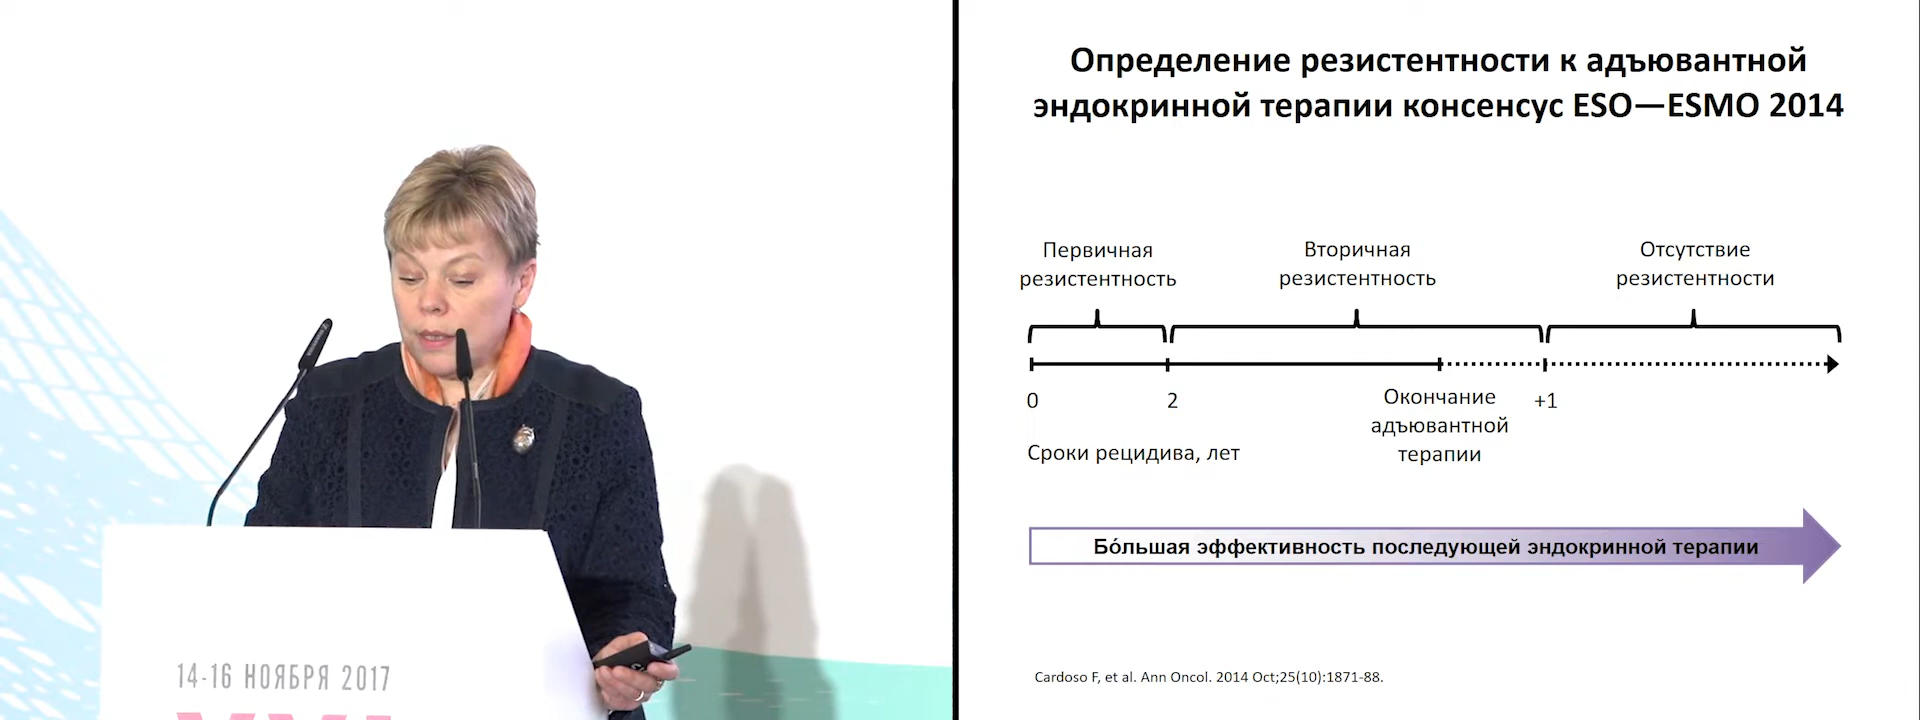 Определение резистентности к адъювантной
эндокринной терапии консенсус ESO—ESMO 2014
Первичная
резистентность
Вторичная
резистентность
Отсутствие
резистентности
0
2
Окончание
адъювантной
терапии
+1
Сроки рецидива, лет
Бо́льшая эффективность последующей эндокринной терапии
Cardoso F, et al. Ann Oncol. 2014 Oct;25(10):1871-88.
14-16 НОЯБРЯ 2017